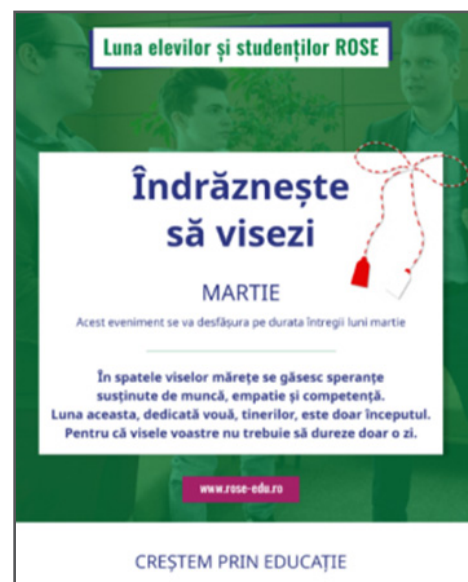 Luna elevilor și studenților ROSE
Îndrăznește
să visezi
MARTIE
Acest eveniment se va desfășura pe durata întregii luni martie
În spatele viselor mărețe se găsesc speranțe
susținute de muncă, empatie și competență.
Luna aceasta, dedicată vouă, tinerilor, este doar începutul.
Pentru că visele voastre nu trebuie să dureze doar o zi.
www.rose-edu.ro
CREȘTEM PRIN EDUCAȚIE